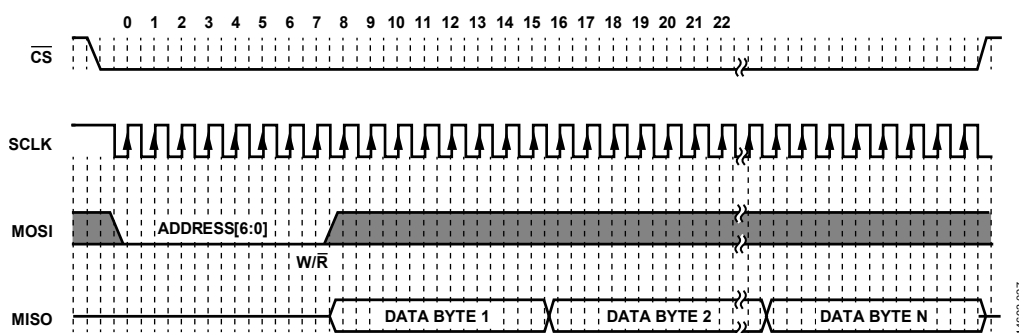 0 1 2 3 4 5 6 7 8 9 10 11 12 13 14 15 16 17 18 19 20 21 22
C̅S̅
SCLK
MOSI
ADDRESS[6:0]
W/R̅
MISO
DATA BYTE 1
DATA BYTE 2
DATA BYTE N